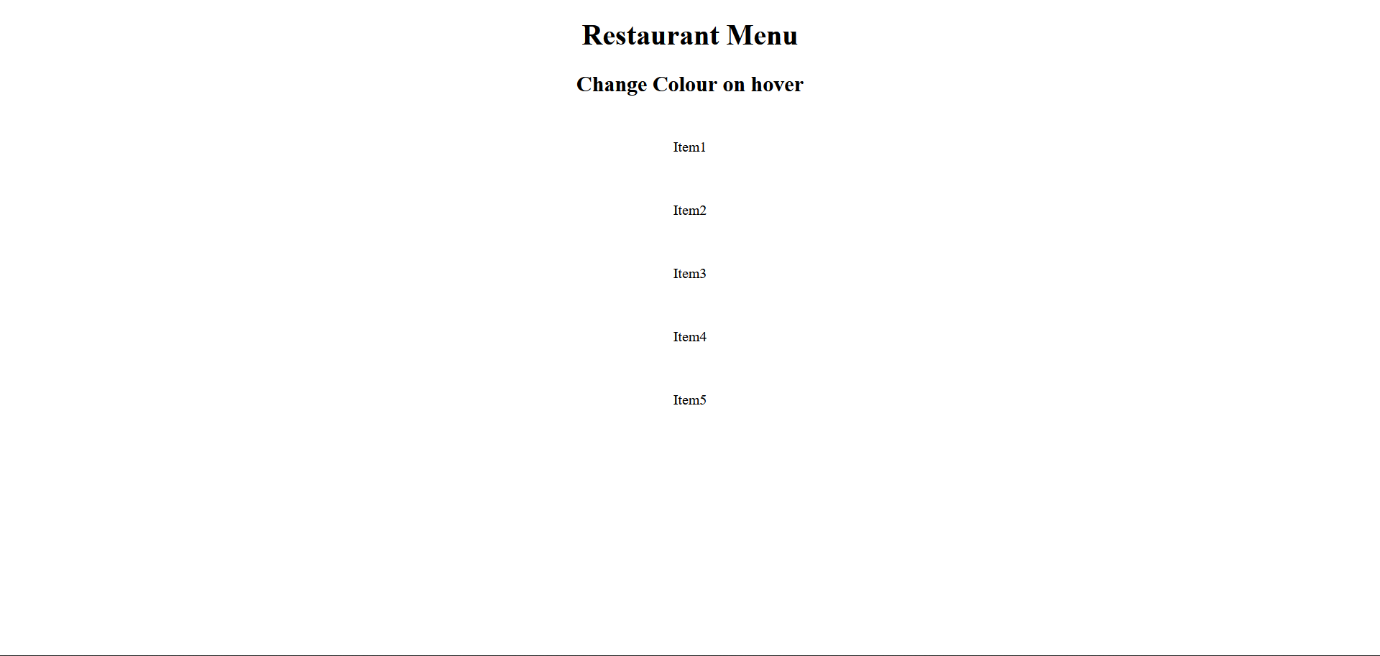 Restaurant Menu
Change Colour on hover
Item1
Item2
Item3
Item4
Item5